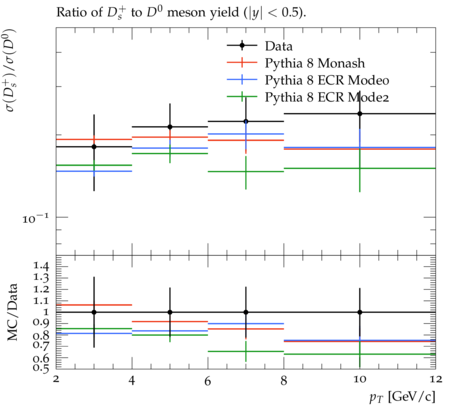 Ratio of D_s^+ to D^0 meson yield (|y| < 0.5).
σ(D_s^+)/σ(D^0)
Data
Pythia 8 Monash
Pythia 8 ECR Mode0
Pythia 8 ECR Mode2
10^−1
MC/Data
1.4
1.3
1.2
1.1
1
0.9
0.8
0.7
0.6
0.5
2 4 6 8 10 12
p_T [GeV/c]